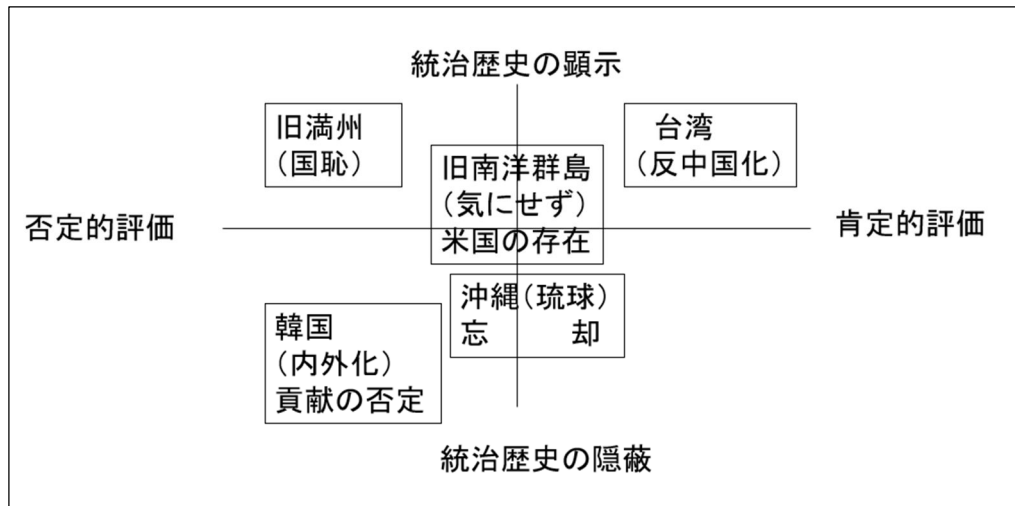 統治歴史の顕示
旧満州
（国恥）
台湾
（反中国化）
旧南洋群島
（気にせず）
米国の存在
否定的評価
肯定的評価
沖縄（琉球）
忘　　却
韓国
（内外化）
貢献の否定
統治歴史の隠蔽